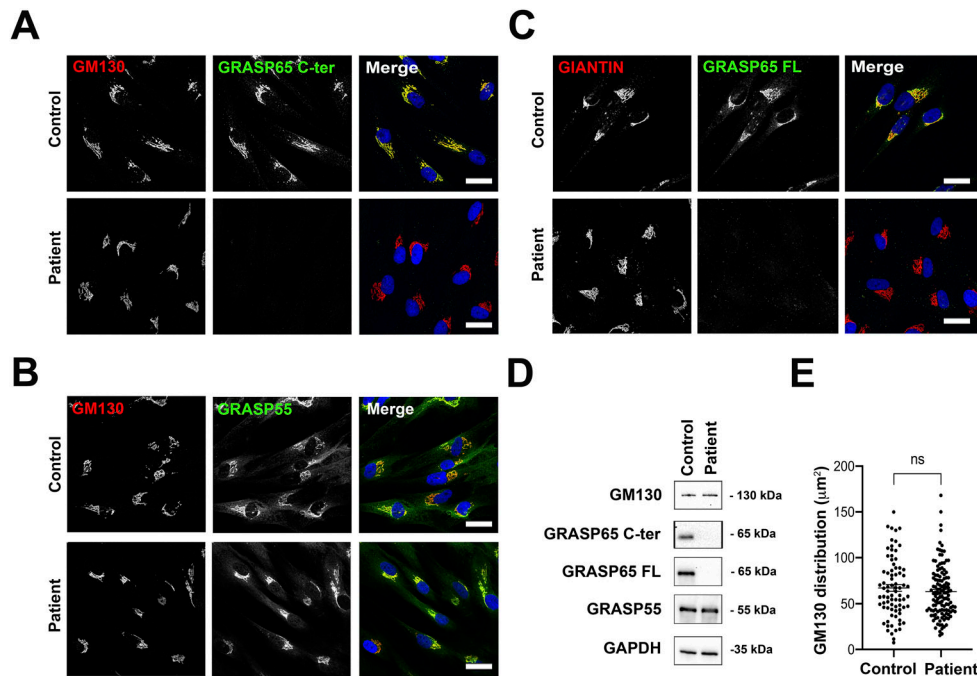 A
GM130 GRASP65 C-ter Merge
Control
Patient
B
GM130 GRASP55 Merge
Control
Patient
C
GIANTIN GRASP65 FL Merge
Control
Patient
D
Control Patient
GM130 - 130 kDa
GRASP65 C-ter - 65 kDa
GRASP65 FL - 65 kDa
GRASP55 - 55 kDa
GAPDH -35 kDa
E
GM130 distribution (μm²)
200
150
100
50
0
ns
Control Patient